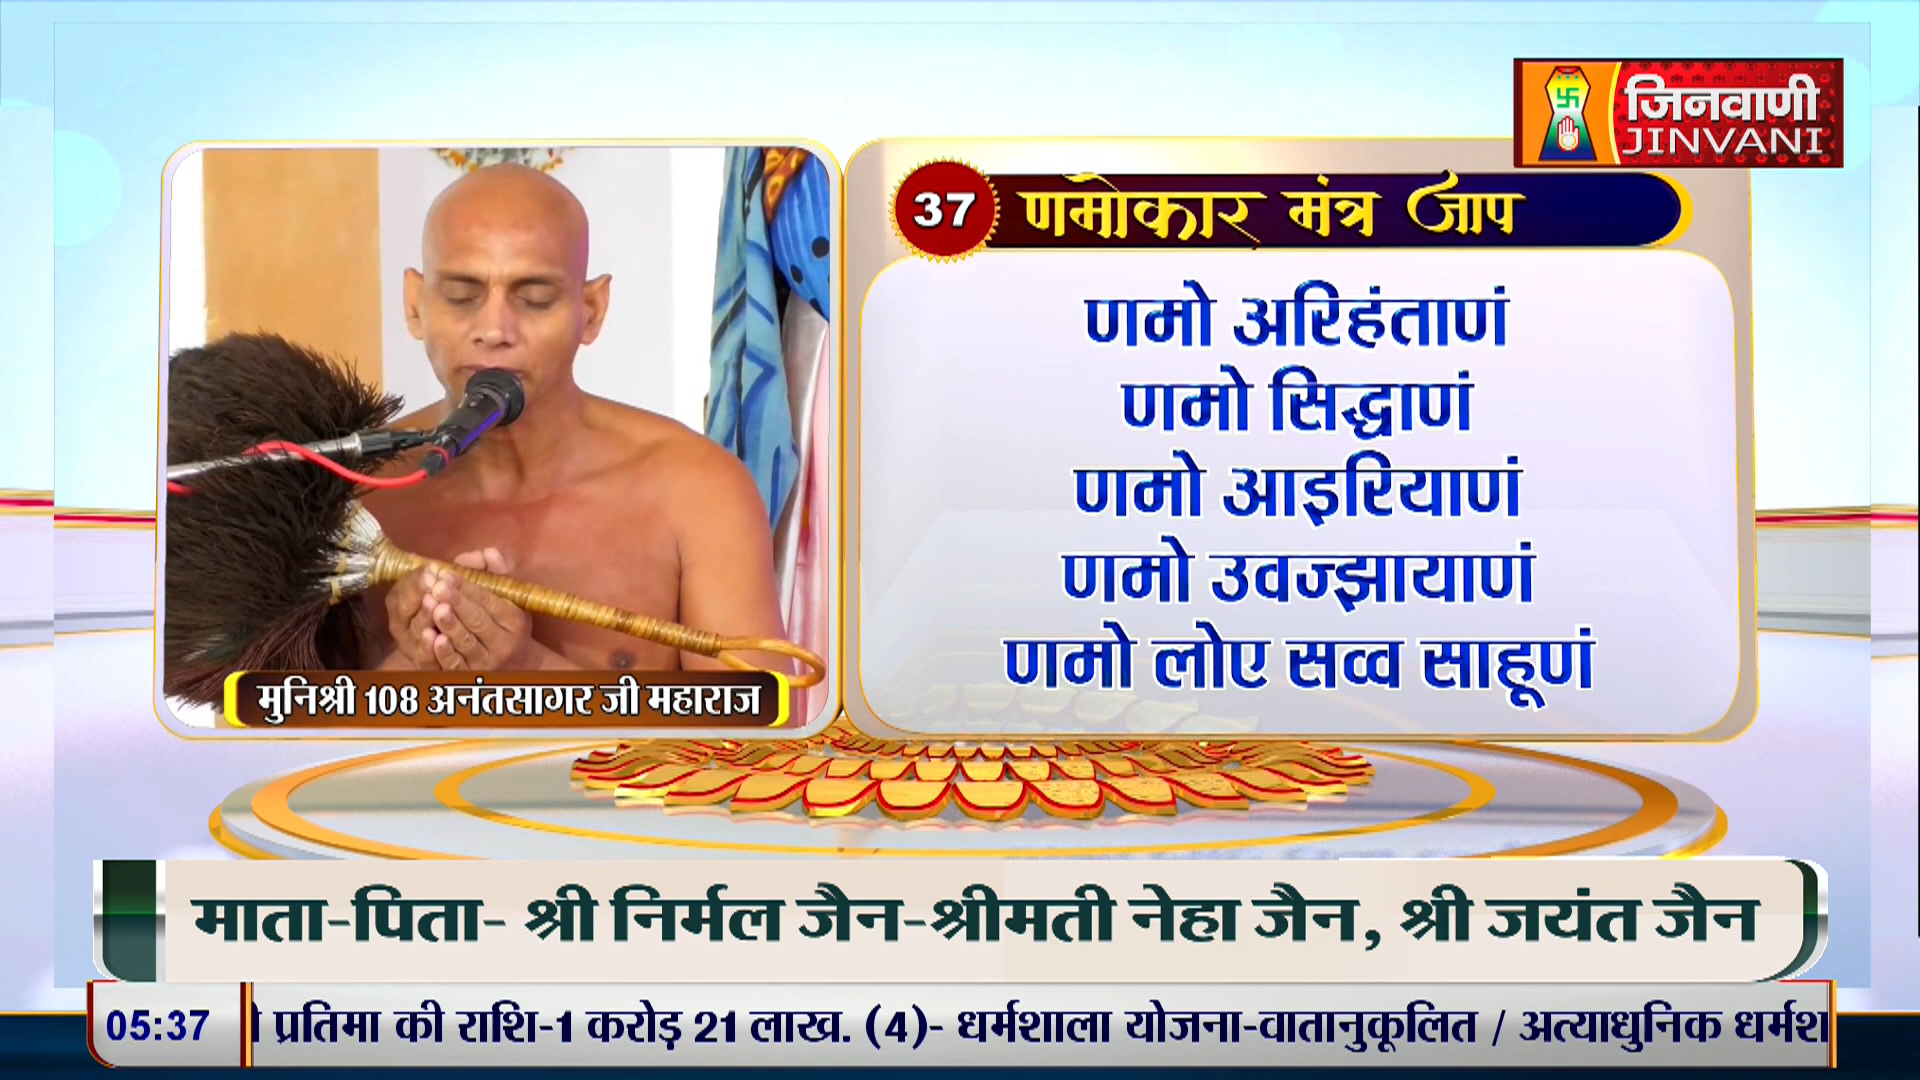 जिनवाणी
JINVANI
37 णमोकार मंत्र जाप
णमो अरिहंताणं
णमो सिद्धाणं
णमो आइरियाणं
णमो उवज्झायाणं
णमो लोए सव्व साहूणं
मुनिश्री 108 अनंतसागर जी महाराज
माता-पिता- श्री निर्मल जैन-श्रीमती नेहा जैन, श्री जयंत जैन
05:37 प्रतिमा की राशि-1 करोड़ 21 लाख. (4)- धर्मशाला योजना-वातानुकूलित / अत्याधुनिक